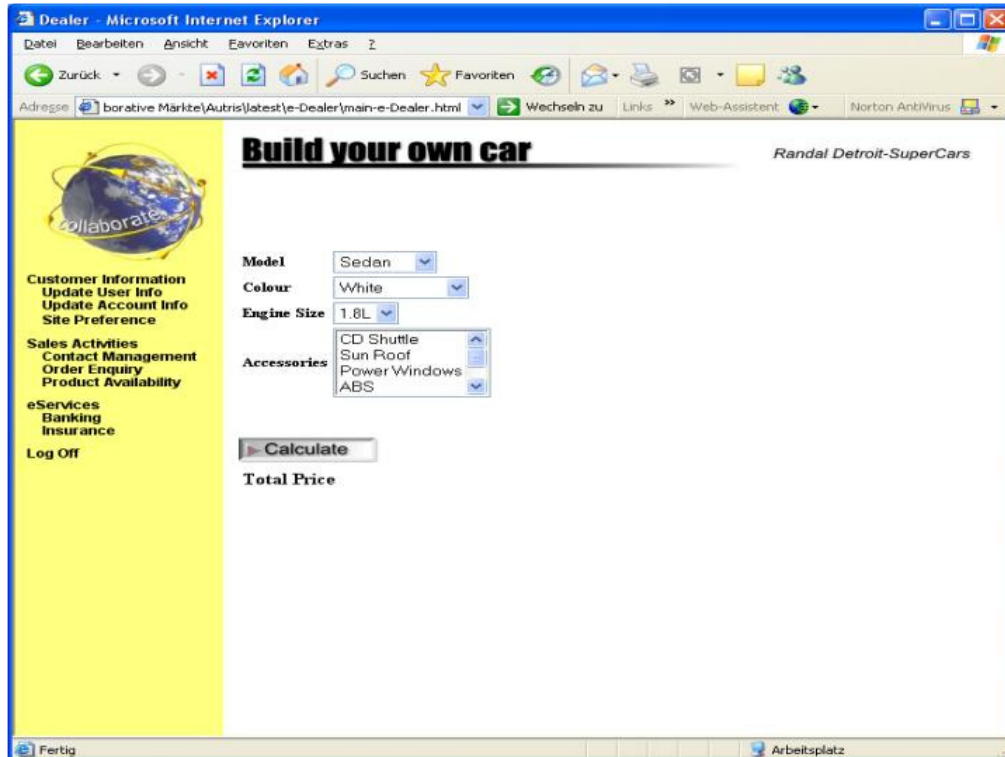 Dealer - Microsoft Internet Explorer
Datei Bearbeiten Ansicht Favoriten Extras ?
Zurück Suchen Favoriten
Adresse borative Märkte\Autris\latest\e-Dealer\main-e-Dealer.html Wechseln zu Links » Web-Assistent Norton AntiVirus
collaborate
Customer Information
Update User Info
Update Account Info
Site Preference
Sales Activities
Contact Management
Order Enquiry
Product Availability
eServices
Banking
Insurance
Log Off
Build your own car
Randal Detroit-SuperCars
Model Sedan
Colour White
Engine Size 1.8L
Accessories
CD Shuttle
Sun Roof
Power Windows
ABS
Calculate
Total Price
Fertig
Arbeitsplatz